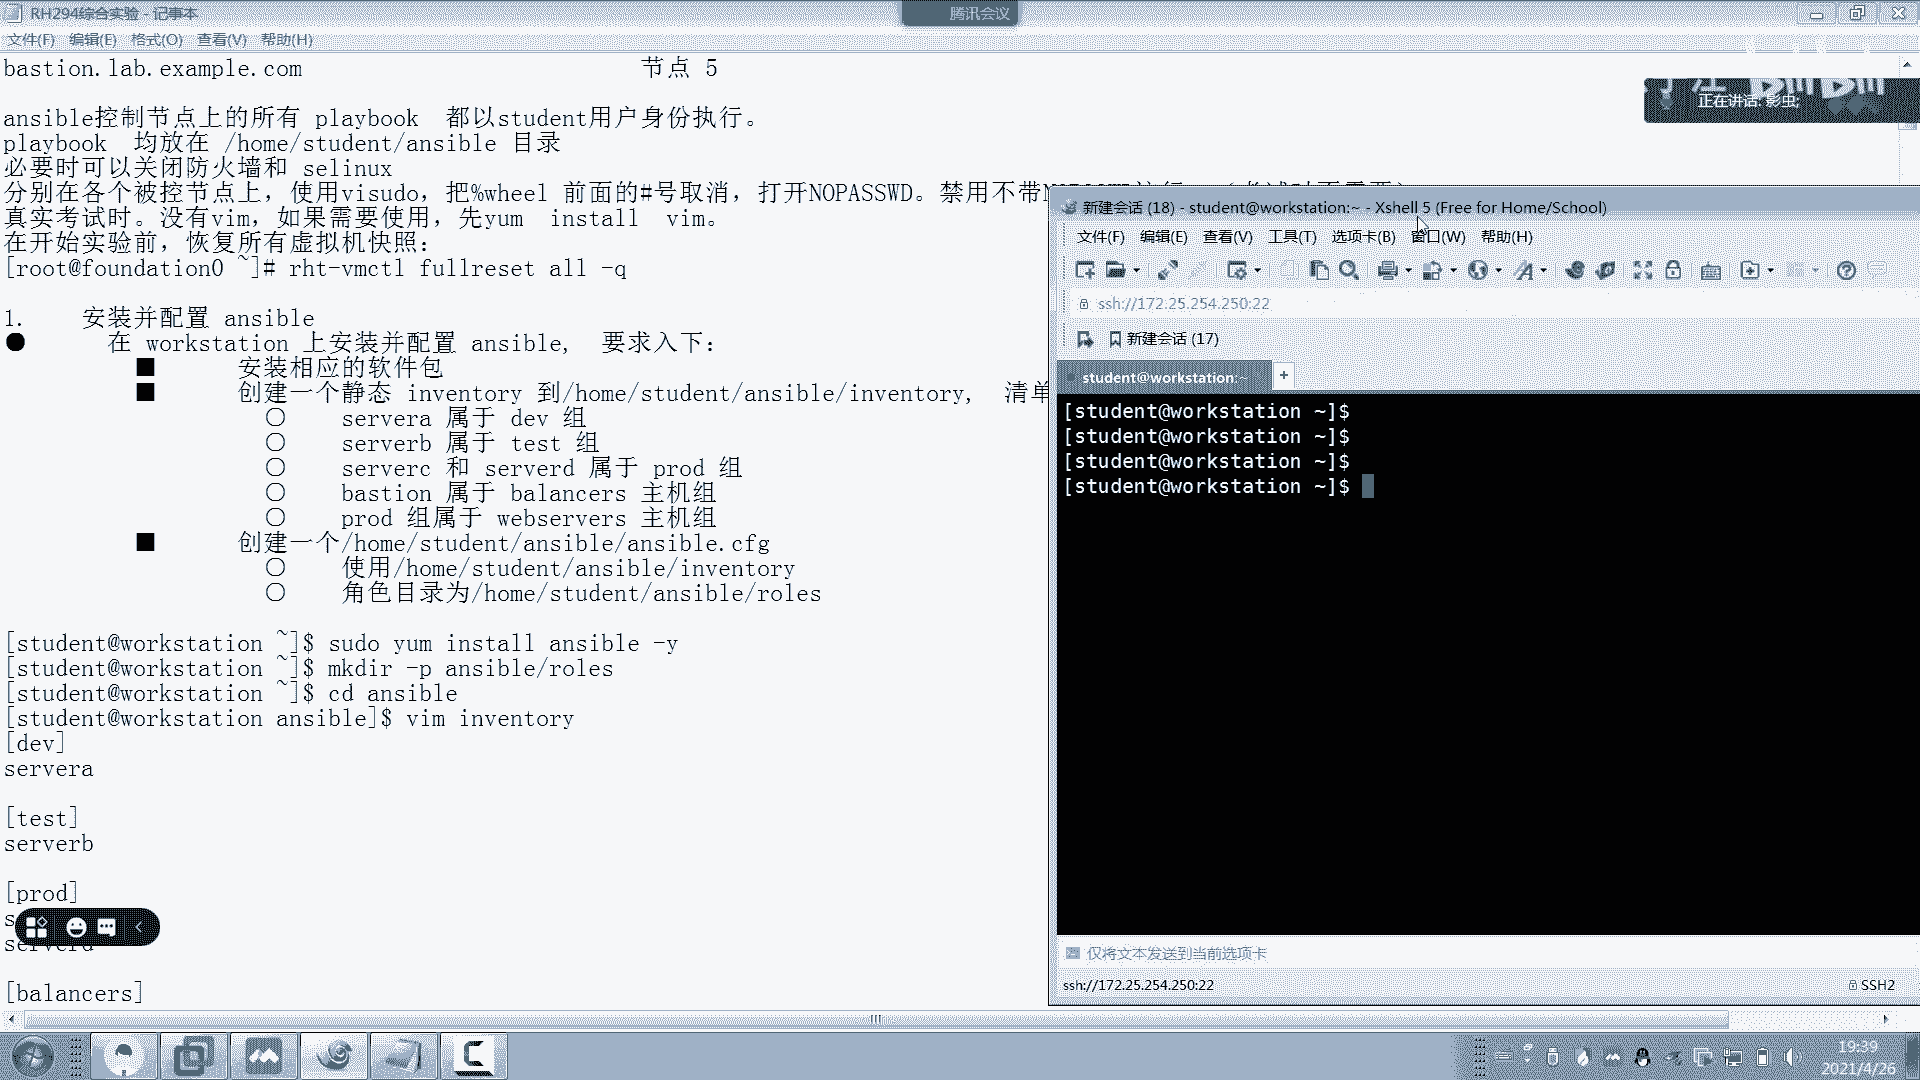 RH294综合实验 - 记事本
腾讯会议
文件(F) 编辑(E) 格式(O) 查看(V) 帮助(H)
bastion.lab.example.com 节点 5
正在讲话: 影虫;
ansible控制节点上的所有 playbook 都以student用户身份执行。
playbook 均放在 /home/student/ansible 目录
必要时可以关闭防火墙和 selinux
分别在各个被控节点上，使用visudo，把%wheel 前面的#号取消，打开NOPASSWD。禁用不带
真实考试时。没有vim，如果需要使用，先yum install vim。
在开始实验前，恢复所有虚拟机快照：
[root@foundation0 ~]# rht-vmctl fullreset all -q
1. 安装并配置 ansible
● 在 workstation 上安装并配置 ansible, 要求入下：
■ 安装相应的软件包
■ 创建一个静态 inventory 到/home/student/ansible/inventory, 清单
○ servera 属于 dev 组
○ serverb 属于 test 组
○ serverc 和 serverd 属于 prod 组
○ bastion 属于 balancers 主机组
○ prod 组属于 webservers 主机组
■ 创建一个/home/student/ansible/ansible.cfg
○ 使用/home/student/ansible/inventory
○ 角色目录为/home/student/ansible/roles
[student@workstation ~]$ sudo yum install ansible -y
[student@workstation ~]$ mkdir -p ansible/roles
[student@workstation ~]$ cd ansible
[student@workstation ansible]$ vim inventory
[dev]
servera
[test]
serverb
[prod]
serverd
[balancers]
新建会话 (18) - student@workstation:~ - Xshell 5 (Free for Home/School)
文件(F) 编辑(E) 查看(V) 工具(T) 选项卡(B) 窗口(W) 帮助(H)
ssh://172.25.254.250:22
新建会话 (17)
student@workstation:~
[student@workstation ~]$
[student@workstation ~]$
[student@workstation ~]$
[student@workstation ~]$
仅将文本发送到当前选项卡
ssh://172.25.254.250:22 SSH2
19:39
2021/4/26